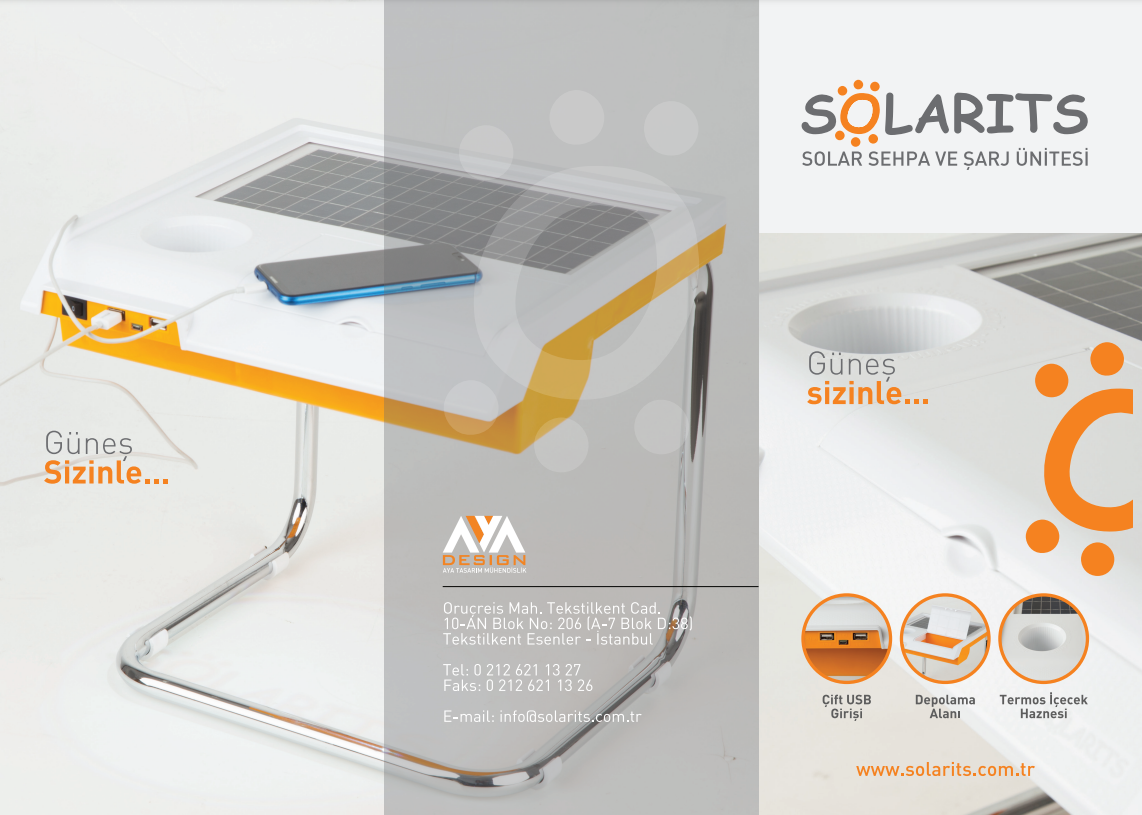 Güneş
Sizinle...
AYA
DESIGN
AYA TASARIM MÜHENDİSLİK
Oruçreis Mah. Tekstilkent Cad.
10-AN Blok No: 206 (A-7 Blok D:38)
Tekstilkent Esenler - İstanbul
Tel: 0 212 621 13 27
Faks: 0 212 621 13 26
E-mail: info@solarits.com.tr
SOLARITS
SOLAR SEHPA VE ŞARJ ÜNİTESİ
Güneş
sizinle...
Çift USB
Girişi
Depolama
Alanı
Termos İçecek
Haznesi
SOLARITS
www.solarits.com.tr